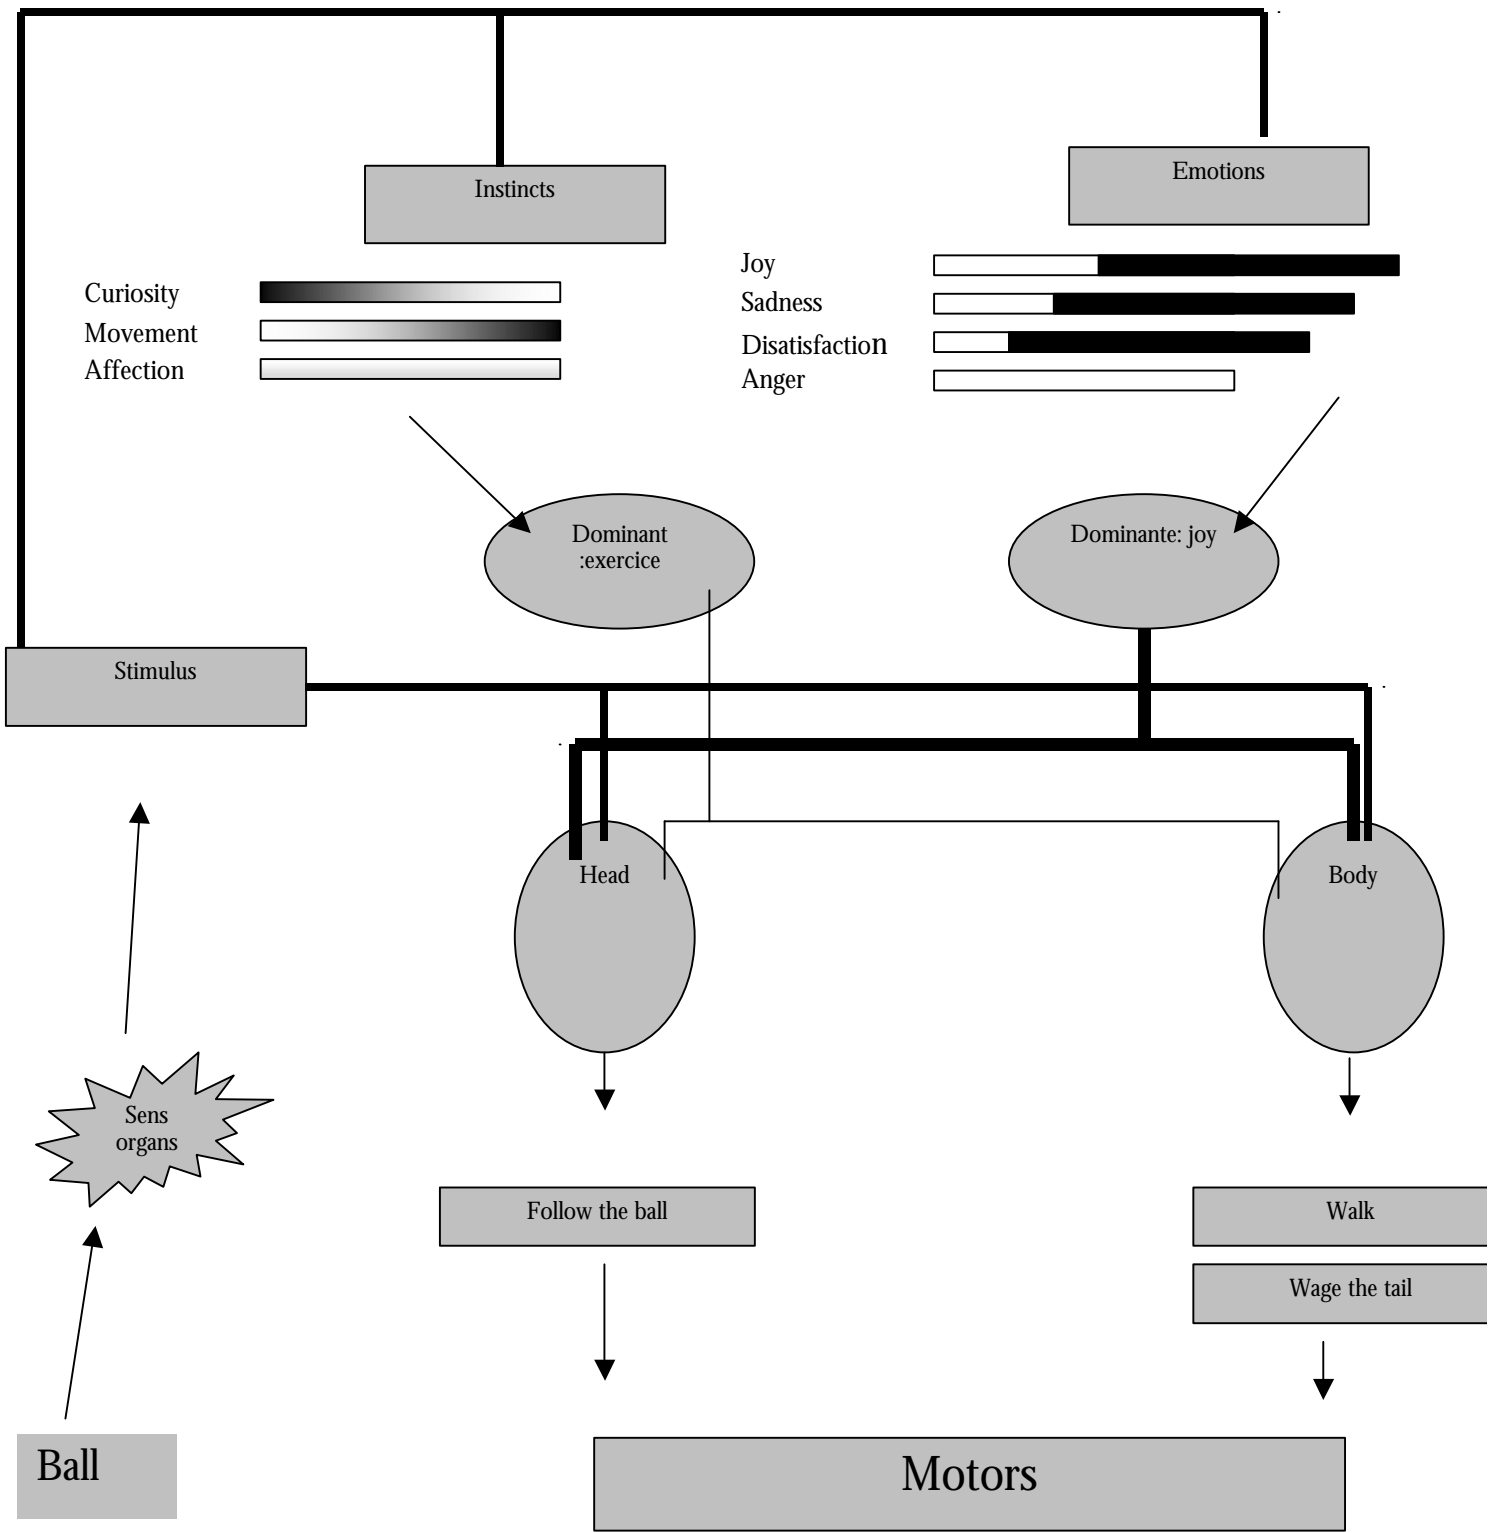 Instincts
Emotions
Curiosity
Movement
Affection
Joy
Sadness
Disatisfaction
Anger
Dominant
:exercice
Dominante: joy
Stimulus
Head
Body
Sens
organs
Follow the ball
Walk
Wage the tail
Ball
Motors